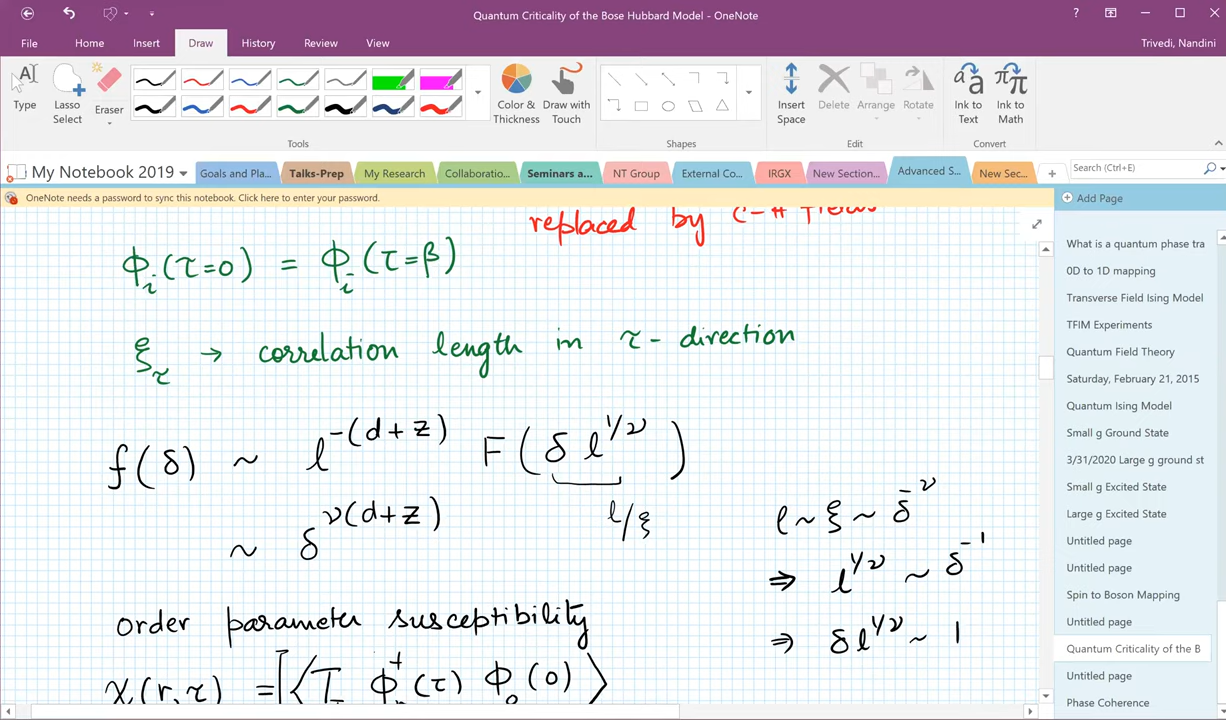 Quantum Criticality of the Bose Hubbard Model - OneNote
?
Trivedi, Nandini
File Home Insert Draw History Review View
Type
Lasso Select
Eraser
Color & Thickness
Draw with Touch
Insert Space
Delete
Arrange
Rotate
Ink to Text
Ink to Math
Tools
Shapes
Edit
Convert
My Notebook 2019
Goals and Pla...
Talks-Prep
My Research
Collaboratio...
Seminars a...
NT Group
External Co...
IRGX
New Section...
Advanced S...
New Sec...
Search (Ctrl+E)
OneNote needs a password to sync this notebook. Click here to enter your password.
replaced by c-# fields
ϕ_i(τ=0) = ϕ_i(τ=β)
ξ_τ → correlation length in τ- direction
f(δ) ~ l^{-(d+z)} F(δ l^{1/ν})
l/ξ
~ δ^{ν(d+z)}
l ~ ξ ~ δ^{-ν}
⇒ l^{1/ν} ~ δ^{-1}
⇒ δl^{1/ν} ~ 1
order parameter susceptibility
χ(r,τ) = [⟨T ϕ_r^†(τ) ϕ_0(0)⟩
Add Page
What is a quantum phase tra
0D to 1D mapping
Transverse Field Ising Model
TFIM Experiments
Quantum Field Theory
Saturday, February 21, 2015
Quantum Ising Model
Small g Ground State
3/31/2020 Large g ground st
Small g Excited State
Large g Excited State
Untitled page
Untitled page
Spin to Boson Mapping
Untitled page
Quantum Criticality of the B
Untitled page
Phase Coherence